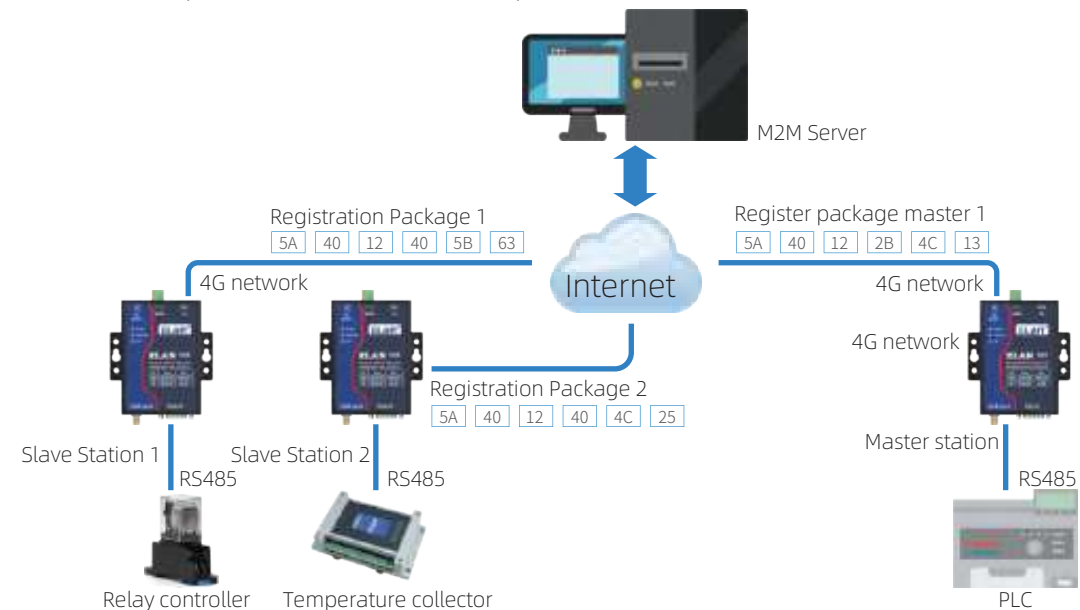 M2M Server
Registration Package 1
5A 40 12 40 5B 63
Register package master 1
5A 40 12 2B 4C 13
4G network
Internet
4G network
4G network
Registration Package 2
5A 40 12 40 4C 25
Slave Station 1
Slave Station 2
Master station
RS485
RS485
RS485
Relay controller
Temperature collector
PLC